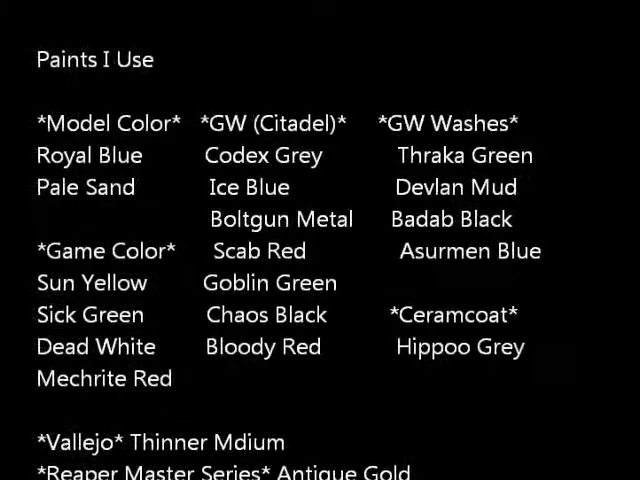 Paints I Use
*Model Color* *GW (Citadel)* *GW Washes*
Royal Blue Codex Grey Thraka Green
Pale Sand Ice Blue Devlan Mud
Boltgun Metal Badab Black
*Game Color* Scab Red Asurmen Blue
Sun Yellow Goblin Green
Sick Green Chaos Black *Ceramcoat*
Dead White Bloody Red Hippoo Grey
Mechrite Red
*Vallejo* Thinner Mdium
*Reaper Master Series* Antique Gold